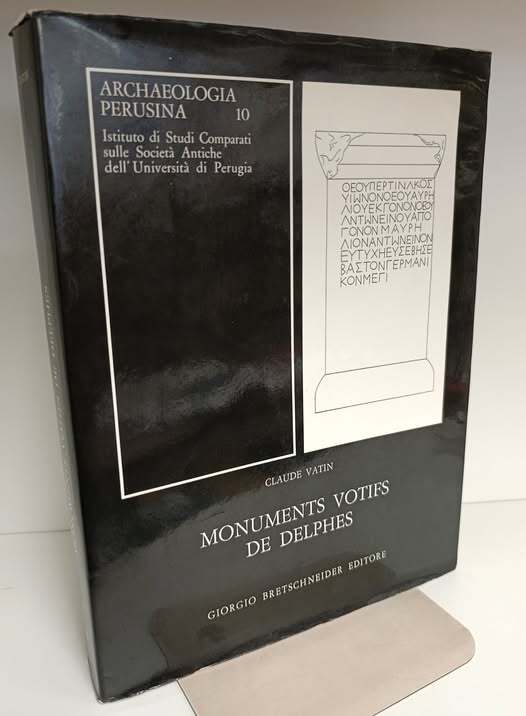 ARCHAEOLOGIA
PERUSINA 10
Istituto di Studi Comparati
sulle Società Antiche
dell'Università di Perugia
ΘΕΟΥΠΕΡΤΙΝΑΚΟΣ
ΥΙΩΝΟΝΘΕΟΥΑΥΡΗ
ΛΙΟΥΕΚΓΟΝΟΝΘΕΟΥ
ΑΝΤΩΝΕΙΝΟΥΑΠΟ
ΓΟΝΟΝΜΑΥΡΗ
ΛΙΟΝΑΝΤΩΝΕΙΝΟΝ
ΕΥΤΥΧΗΕΥΣΕΒΗΣΕ
ΒΑΣΤΟΝΓΕΡΜΑΝΙ
ΚΟΝΜΕΓΙ
CLAUDE VATIN
MONUMENTS VOTIFS
DE DELPHES
GIORGIO BRETSCHNEIDER EDITORE